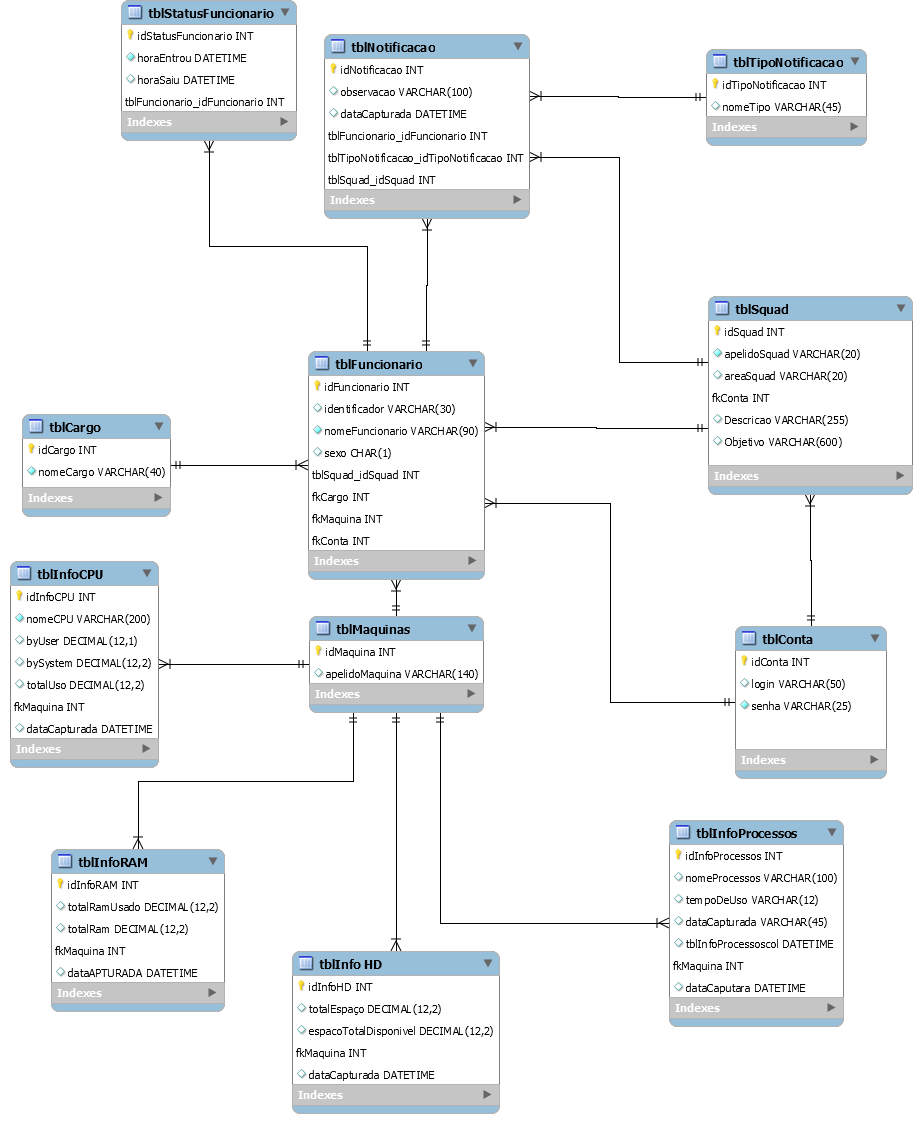 tblStatusFuncionario
idStatusFuncionario INT
horaEntrou DATETIME
horaSaiu DATETIME
tblFuncionario_idFuncionario INT
Indexes
tblNotificacao
idNotificacao INT
observacao VARCHAR(100)
dataCapturada DATETIME
tblFuncionario_idFuncionario INT
tblTipoNotificacao_idTipoNotificacao INT
tblSquad_idSquad INT
Indexes
tblTipoNotificacao
idTipoNotificacao INT
nomeTipo VARCHAR(45)
Indexes
tblSquad
idSquad INT
apelidoSquad VARCHAR(20)
areaSquad VARCHAR(20)
fkConta INT
Descricao VARCHAR(255)
Objetivo VARCHAR(600)
Indexes
tblFuncionario
idFuncionario INT
identificador VARCHAR(30)
nomeFuncionario VARCHAR(90)
sexo CHAR(1)
tblSquad_idSquad INT
fkCargo INT
fkMaquina INT
fkConta INT
Indexes
tblCargo
idCargo INT
nomeCargo VARCHAR(40)
Indexes
tblInfoCPU
idInfoCPU INT
nomeCPU VARCHAR(200)
byUser DECIMAL(12,1)
bySystem DECIMAL(12,2)
totalUso DECIMAL(12,2)
fkMaquina INT
dataCapturada DATETIME
Indexes
tblMaquinas
idMaquina INT
apelidoMaquina VARCHAR(140)
Indexes
tblConta
idConta INT
login VARCHAR(50)
senha VARCHAR(25)
Indexes
tblInfoRAM
idInfoRAM INT
totalRamUsado DECIMAL(12,2)
totalRam DECIMAL(12,2)
fkMaquina INT
dataAPTURADA DATETIME
Indexes
tblInfoProcessos
idInfoProcessos INT
nomeProcessos VARCHAR(100)
tempoDeUso VARCHAR(12)
dataCapturada VARCHAR(45)
tblInfoProcessoscol DATETIME
fkMaquina INT
dataCaputara DATETIME
Indexes
tblInfo HD
idInfoHD INT
totalEspaço DECIMAL(12,2)
espacoTotalDisponivel DECIMAL(12,2)
fkMaquina INT
dataCapturada DATETIME
Indexes